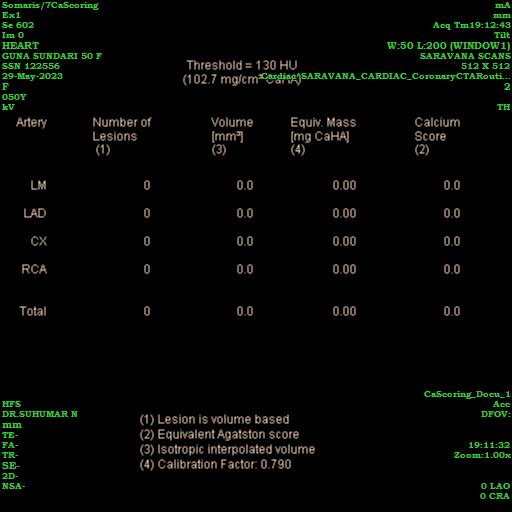 Somaris/7CaScoring mA
Ex1 mm
Se 602 Acq Tm19:12:43
Im 0 Tilt
HEART W:50 L:200 (WINDOW1)
GUNA SUNDARI 50 F SARAVANA SCANS
SSN 122556 512 X 512
29-May-2023 Cardiac^SARAVANA_CARDIAC_CoronaryCTARouti...
F 2
050Y
kV TH
Threshold = 130 HU
(102.7 mg/cm³ CaHA)
Artery Number of Volume Equiv. Mass Calcium
Lesions [mm³] [mg CaHA] Score
(1) (3) (4) (2)
LM 0 0.0 0.00 0.0
LAD 0 0.0 0.00 0.0
CX 0 0.0 0.00 0.0
RCA 0 0.0 0.00 0.0
Total 0 0.0 0.00 0.0
CaScoring_Docu_1
HFS Acc
DR.SUHUMAR N DFOV:
mm
TE-
FA- 19:11:32
TR- Zoom:1.00x
SE-
2D-
NSA- 0 LAO
0 CRA
(1) Lesion is volume based
(2) Equivalent Agatston score
(3) Isotropic interpolated volume
(4) Calibration Factor: 0.790